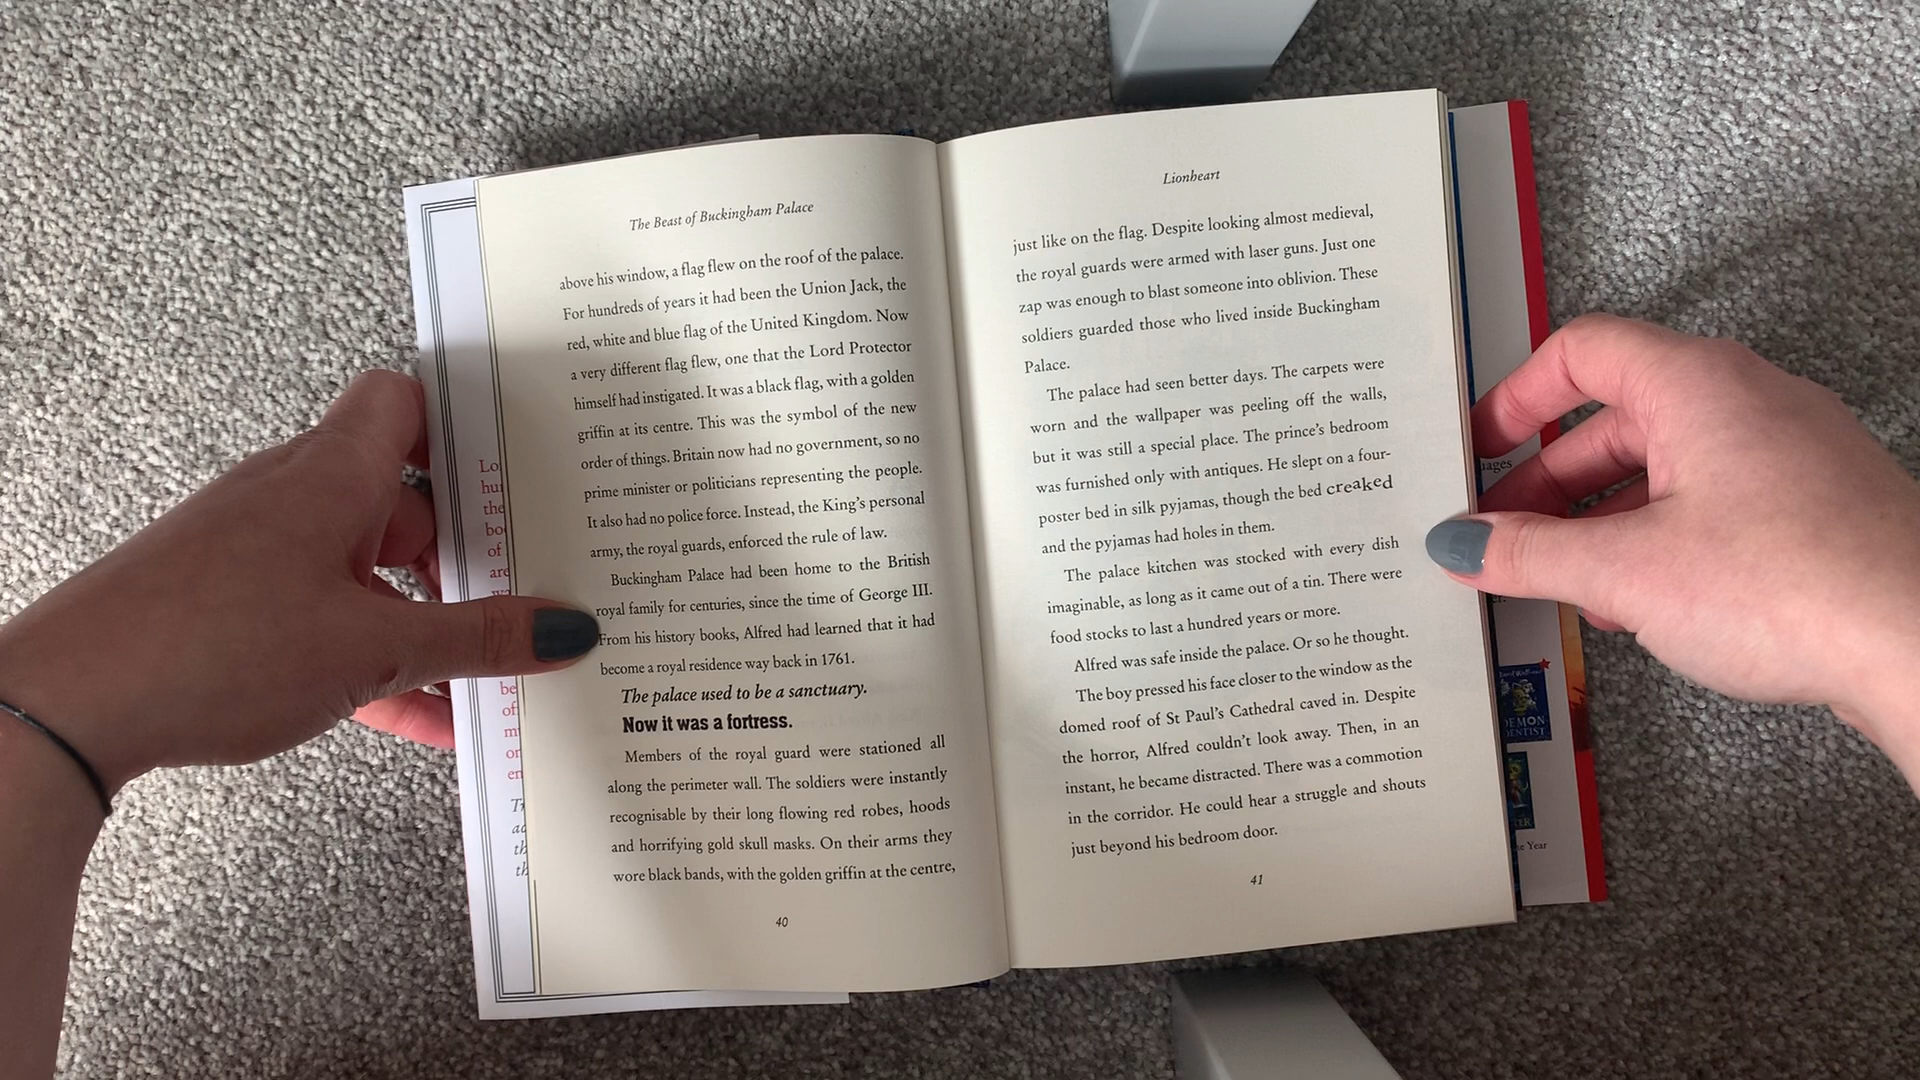 The Beast of Buckingham Palace
above his window, a flag flew on the roof of the palace.
For hundreds of years it had been the Union Jack, the
red, white and blue flag of the United Kingdom. Now
a very different flag flew, one that the Lord Protector
himself had instigated. It was a black flag, with a golden
griffin at its centre. This was the symbol of the new
order of things. Britain now had no government, so no
prime minister or politicians representing the people.
It also had no police force. Instead, the King's personal
army, the royal guards, enforced the rule of law.
Buckingham Palace had been home to the British
royal family for centuries, since the time of George III.
From his history books, Alfred had learned that it had
become a royal residence way back in 1761.
The palace used to be a sanctuary.
Now it was a fortress.
Members of the royal guard were stationed all
along the perimeter wall. The soldiers were instantly
recognisable by their long flowing red robes, hoods
and horrifying gold skull masks. On their arms they
wore black bands, with the golden griffin at the centre,
40
Lionheart
just like on the flag. Despite looking almost medieval,
the royal guards were armed with laser guns. Just one
zap was enough to blast someone into oblivion. These
soldiers guarded those who lived inside Buckingham
Palace.
The palace had seen better days. The carpets were
worn and the wallpaper was peeling off the walls,
but it was still a special place. The prince's bedroom
was furnished only with antiques. He slept on a four-
poster bed in silk pyjamas, though the bed creaked
and the pyjamas had holes in them.
The palace kitchen was stocked with every dish
imaginable, as long as it came out of a tin. There were
food stocks to last a hundred years or more.
Alfred was safe inside the palace. Or so he thought.
The boy pressed his face closer to the window as the
domed roof of St Paul's Cathedral caved in. Despite
the horror, Alfred couldn't look away. Then, in an
instant, he became distracted. There was a commotion
in the corridor. He could hear a struggle and shouts
just beyond his bedroom door.
41
the
of
are
be
of
on
Year